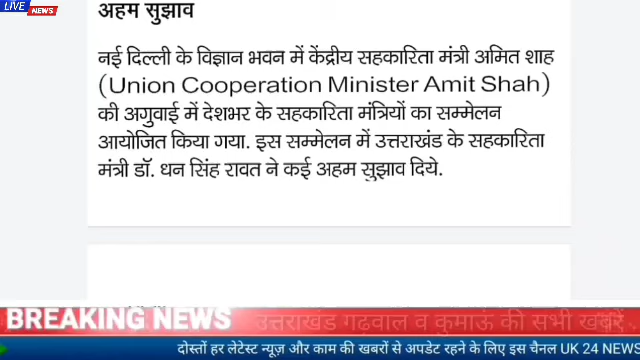 LIVE NEWS
अहम सुझाव
नई दिल्ली के विज्ञान भवन में केंद्रीय सहकारिता मंत्री अमित शाह
(Union Cooperation Minister Amit Shah)
की अगुवाई में देशभर के सहकारिता मंत्रियों का सम्मेलन
आयोजित किया गया. इस सम्मेलन में उत्तराखंड के सहकारिता
मंत्री डॉ. धन सिंह रावत ने कई अहम सुझाव दिये.
BREAKING NEWS उत्तराखंड गढ़वाल व कुमाऊं की सभी खबरें
दोस्तों हर लेटेस्ट न्यूज़ और काम की खबरों से अपडेट रहने के लिए इस चैनल UK 24 NEWS